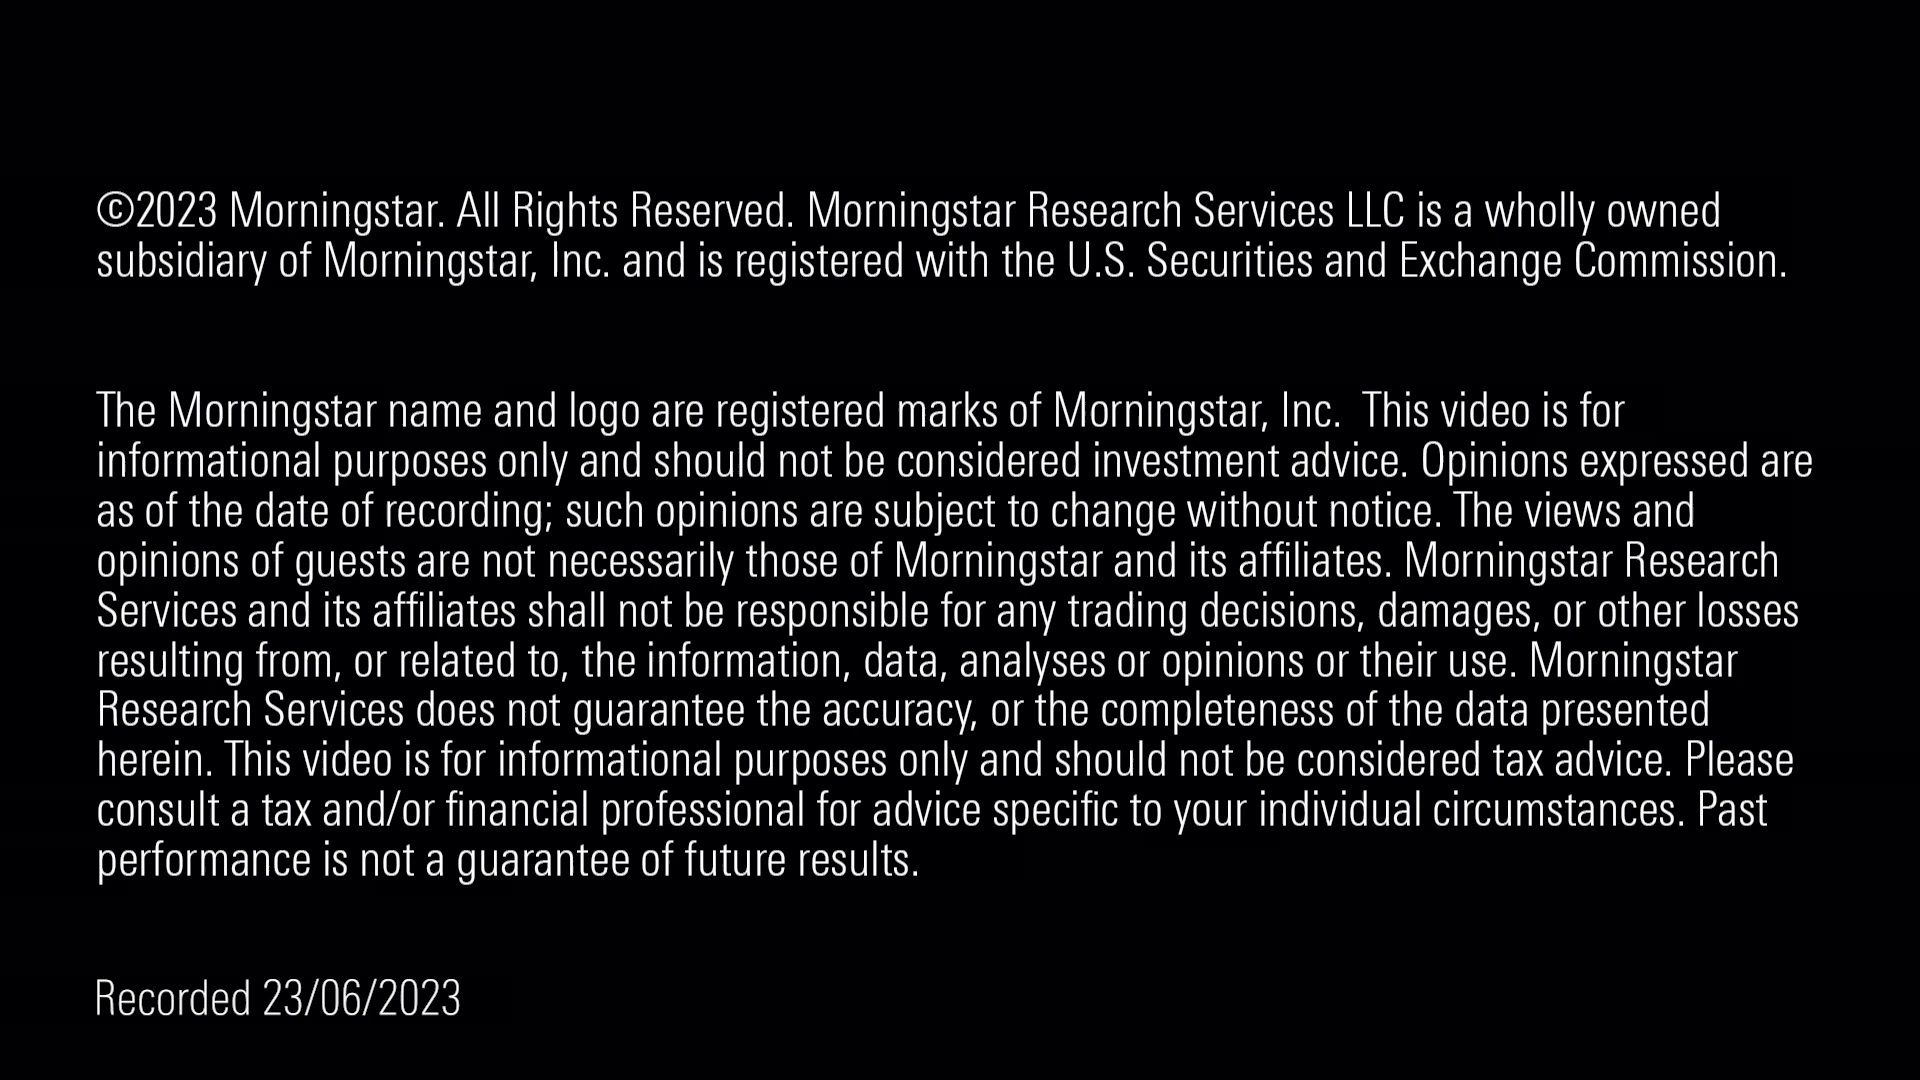 ©2023 Morningstar. All Rights Reserved. Morningstar Research Services LLC is a wholly owned
subsidiary of Morningstar, Inc. and is registered with the U.S. Securities and Exchange Commission.
The Morningstar name and logo are registered marks of Morningstar, Inc.  This video is for
informational purposes only and should not be considered investment advice. Opinions expressed are
as of the date of recording; such opinions are subject to change without notice. The views and
opinions of guests are not necessarily those of Morningstar and its affiliates. Morningstar Research
Services and its affiliates shall not be responsible for any trading decisions, damages, or other losses
resulting from, or related to, the information, data, analyses or opinions or their use. Morningstar
Research Services does not guarantee the accuracy, or the completeness of the data presented
herein. This video is for informational purposes only and should not be considered tax advice. Please
consult a tax and/or financial professional for advice specific to your individual circumstances. Past
performance is not a guarantee of future results.
Recorded 23/06/2023